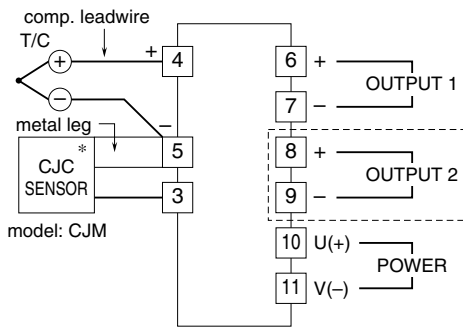 comp. leadwire
T/C
+
+
4
−
−
metal leg
*
CJC
SENSOR
5
3
model: CJM
6 +
OUTPUT 1
7 −
8 +
OUTPUT 2
9 −
10 U(+)
POWER
11 V(−)